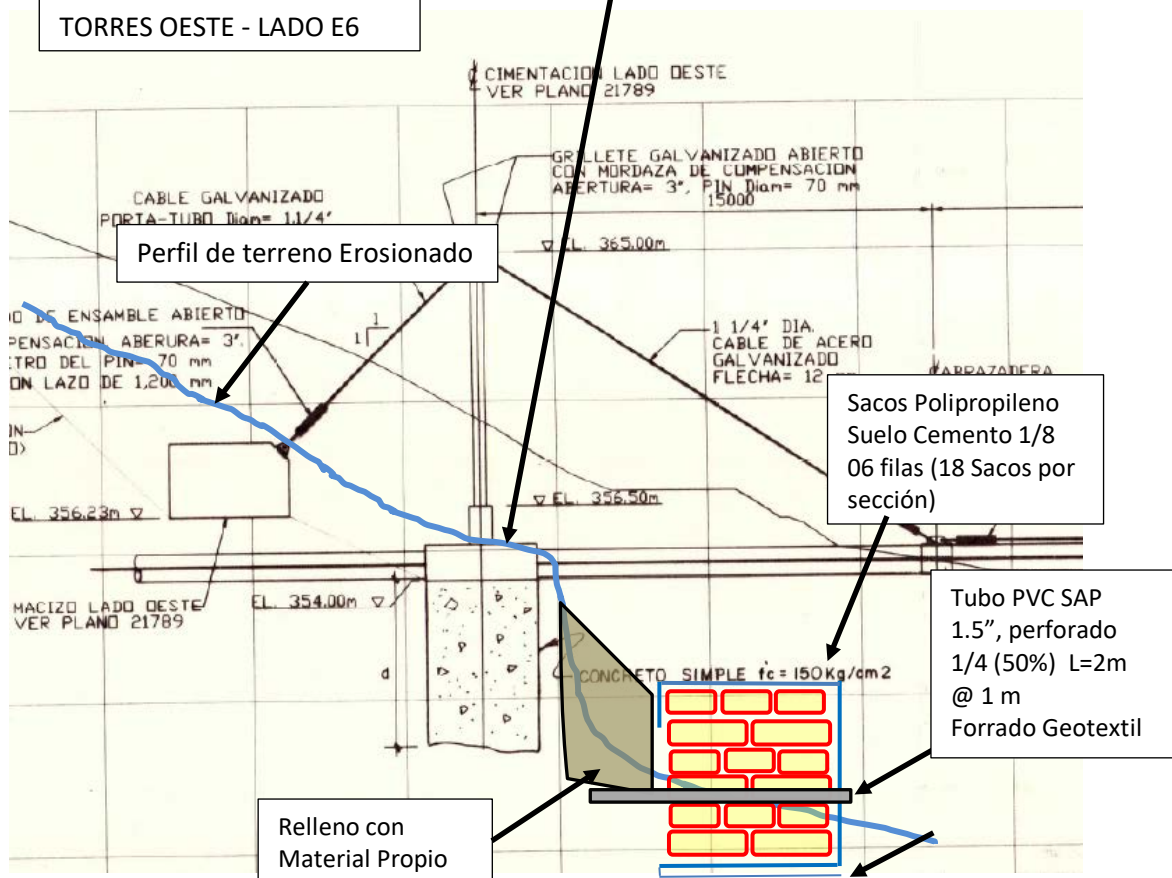 TORRES OESTE - LADO E6
CIMENTACION LADO OESTE
VER PLANO 21789
GRILLETE GALVANIZADO ABIERTO
CON MORDAZA DE COMPENSACION
ABERTURA= 3", PIN Diam= 70 mm
15000
CABLE GALVANIZADO
PORTA-TUBO Diam= 1.1/4'
Perfil de terreno Erosionado
EL. 365.00m
DO DE ENSAMBLE ABIERTO
PENSACION ABERURA= 3".
ETRO DEL PIN= 70 mm
ON LAZO DE 1,200 mm
1
1
1 1/4' DIA.
CABLE DE ACERO
GALVANIZADO
FLECHA= 12
ABRAZADERA
Sacos Polipropileno
Suelo Cemento 1/8
06 filas (18 Sacos por
sección)
EL. 356.23m
EL. 356.50m
MACIZO LADO OESTE
VER PLANO 21789
EL. 354.00m
d
CONCRETO SIMPLE f'c = 150Kg/cm2
Tubo PVC SAP
1.5”, perforado
1/4 (50%) L=2m
@ 1 m
Forrado Geotextil
Relleno con
Material Propio